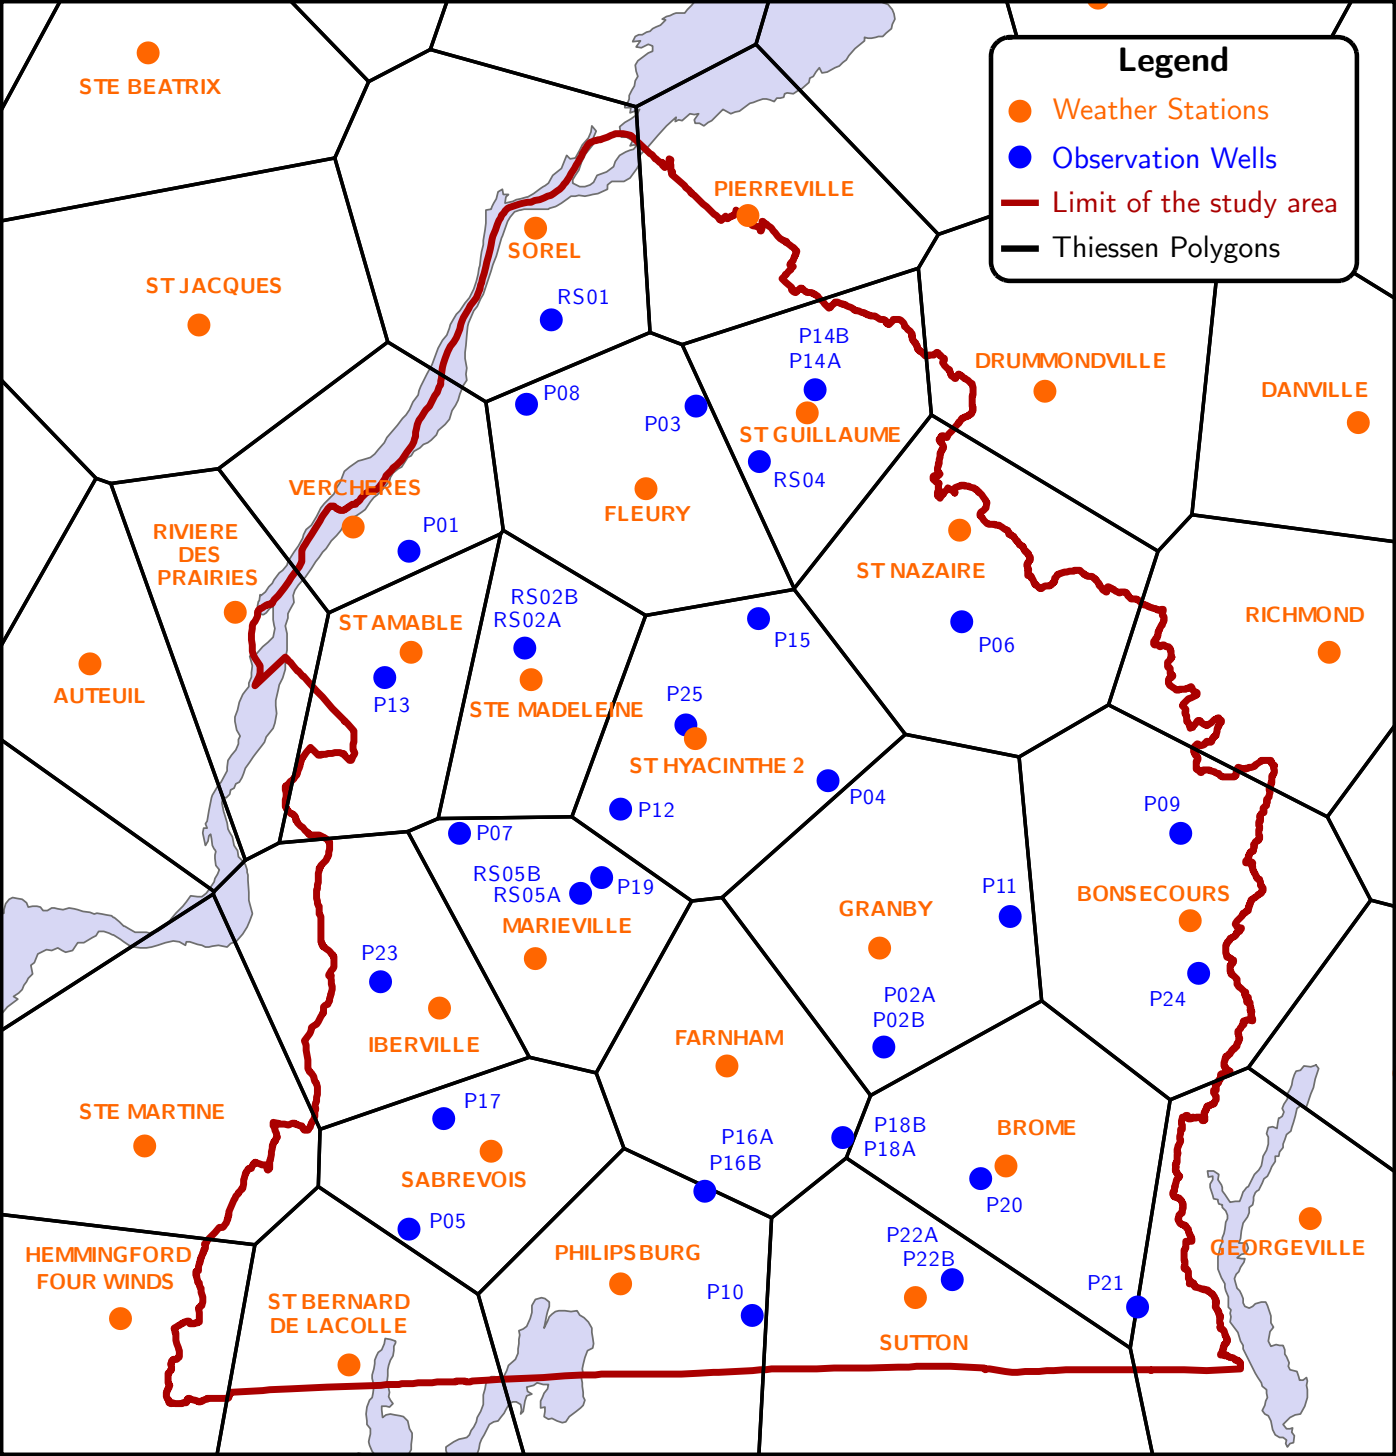 Legend
Weather Stations
Observation Wells
Limit of the study area
Thiessen Polygons
STE BEATRIX
PIERREVILLE
SOREL
ST JACQUES
RS01
P14B
P14A
DRUMMONDVILLE
DANVILLE
P08
P03
ST GUILLAUME
RS04
VERCHERES
FLEURY
P01
RIVIERE
DES
PRAIRIES
ST NAZAIRE
RS02B
RS02A
ST AMABLE
P15
P06
RICHMOND
AUTEUIL
P13
P25
STE MADELEINE
ST HYACINTHE 2
P04
P12
P09
P07
RS05B
RS05A
P19
P11
BONSECOURS
GRANBY
MARIEVILLE
P23
P02A
P02B
P24
IBERVILLE
FARNHAM
P17
STE MARTINE
P16A
P16B
P18B
P18A
BROME
SABREVOIS
P20
P05
P22A
P22B
HEMMINGFORD
FOUR WINDS
PHILIPSBURG
GEORGEVILLE
P10
P21
ST BERNARD
DE LACOLLE
SUTTON